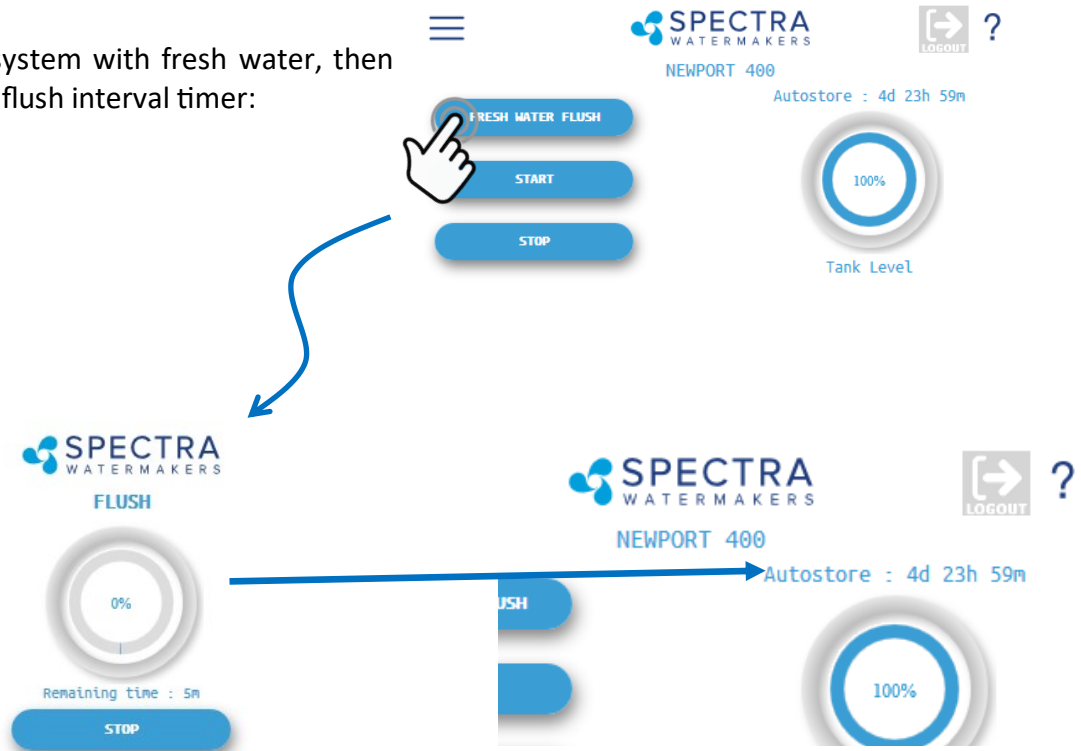 system with fresh water, then
flush interval timer:
SPECTRA
WATERMAKERS
LOGOUT
?
NEWPORT 400
Autostore : 4d 23h 59m
FRESH WATER FLUSH
START
STOP
100%
Tank Level
SPECTRA
WATERMAKERS
FLUSH
0%
Remaining time : 5m
STOP
SPECTRA
WATERMAKERS
LOGOUT
?
NEWPORT 400
Autostore : 4d 23h 59m
USH
100%